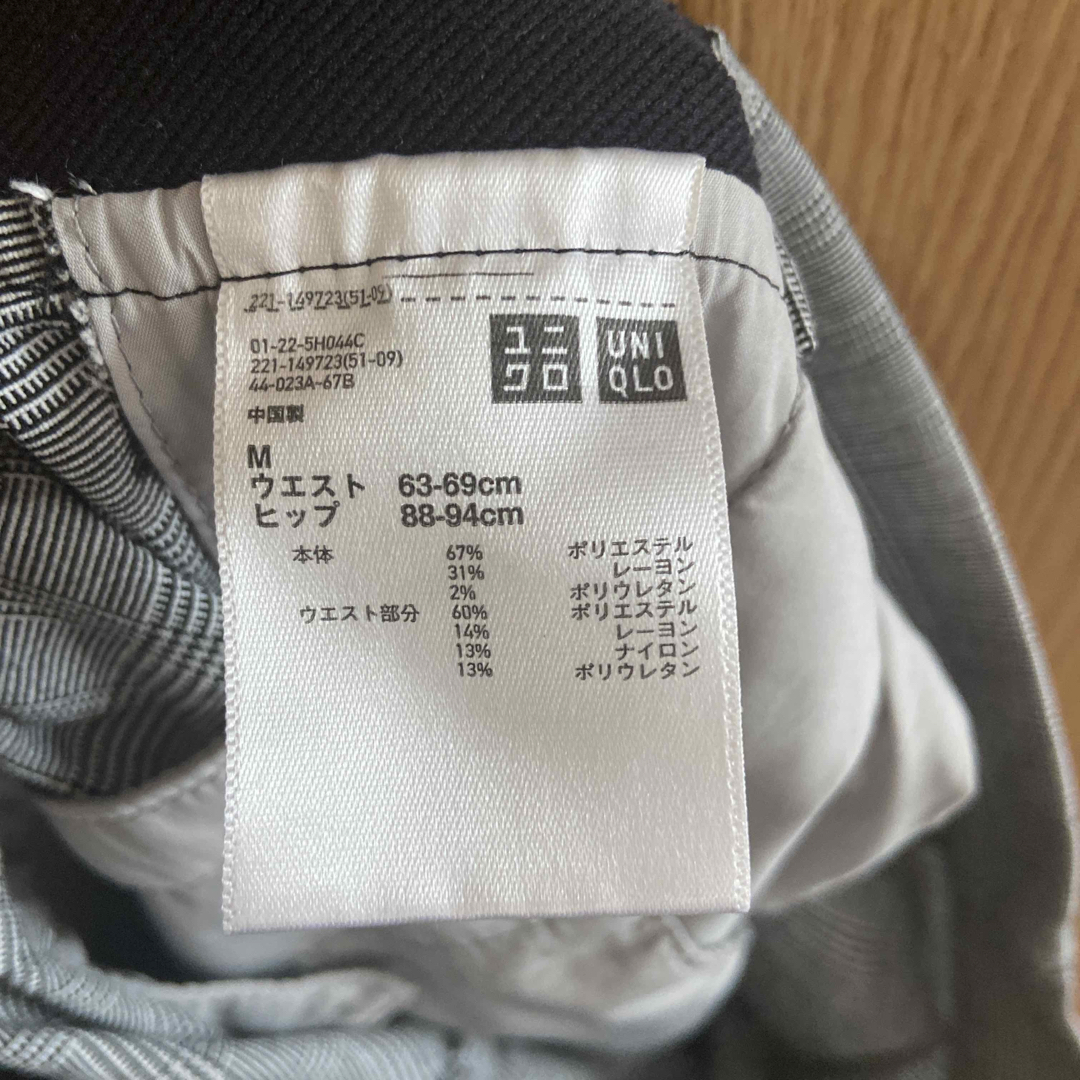 221-149723(51-09)
01-22-5H044C
221-149723(51-09)
44-023A-67B
ユニ
クロ
UNI
QLO
中国製
M
ウエスト 63-69cm
ヒップ 88-94cm
本体 67% ポリエステル
31% レーヨン
2% ポリウレタン
ウエスト部分 60% ポリエステル
14% レーヨン
13% ナイロン
13% ポリウレタン